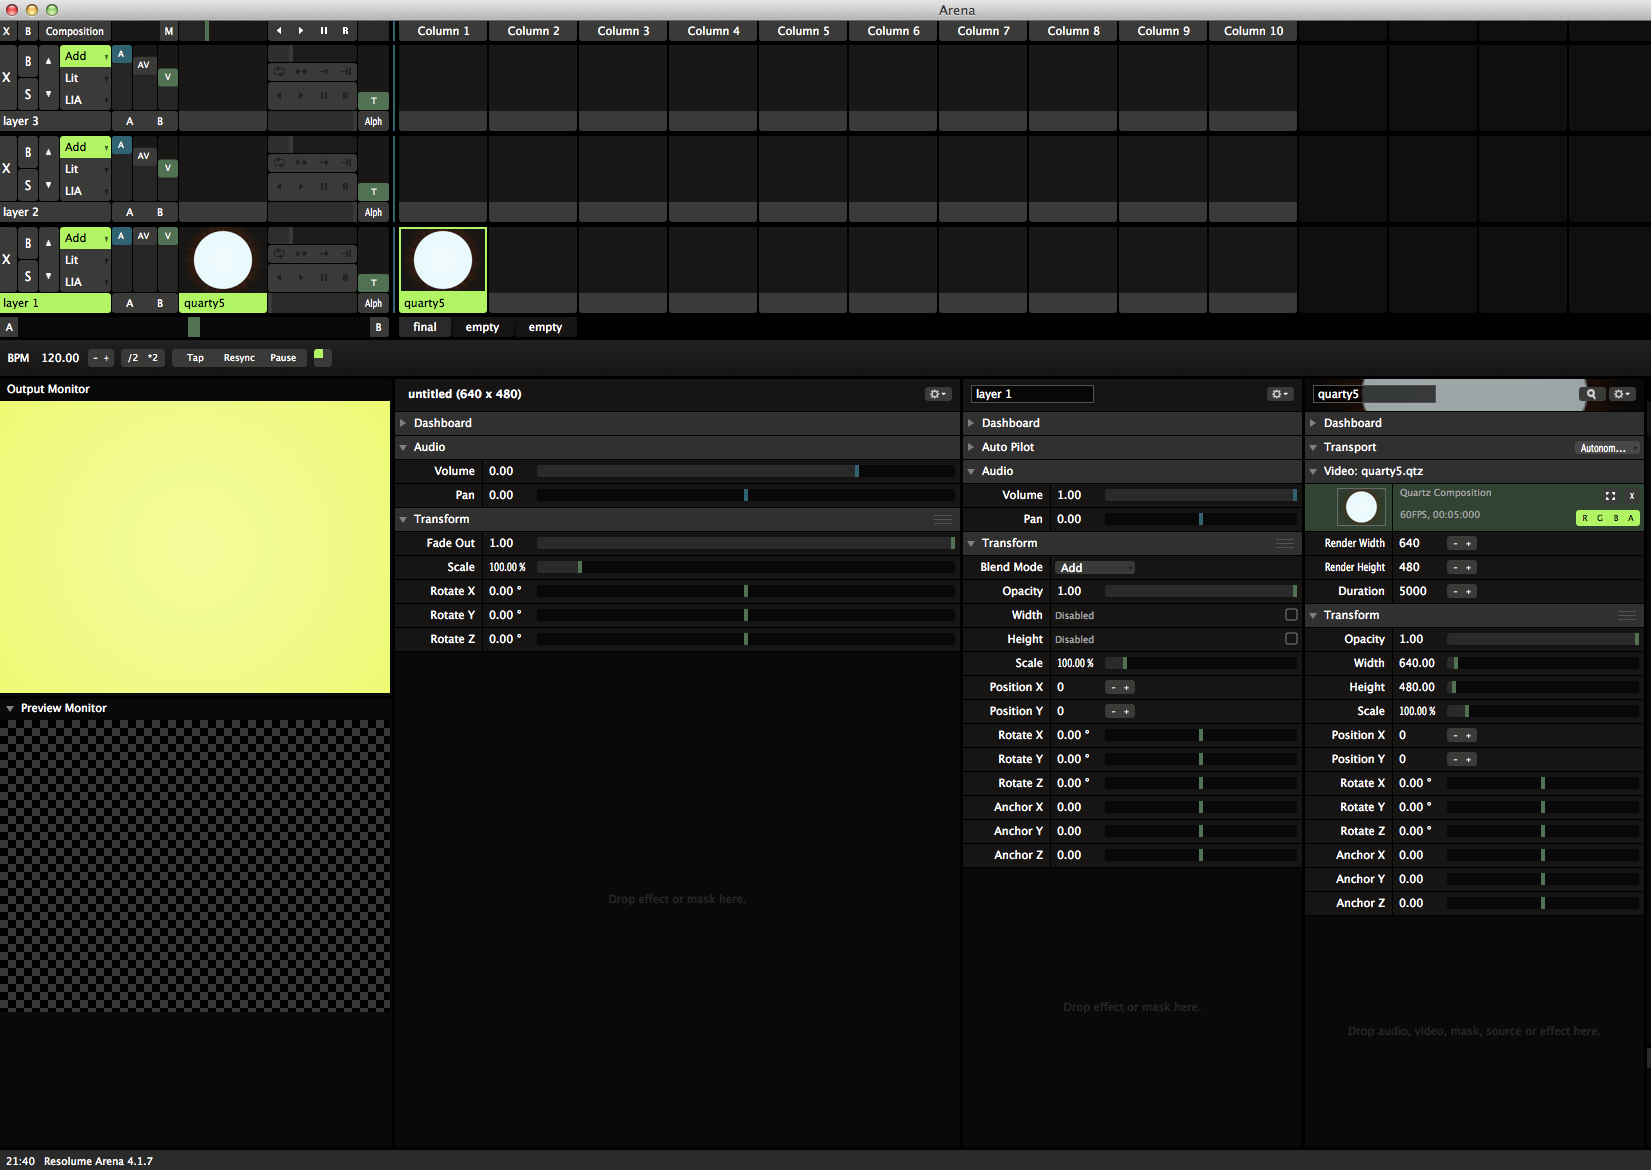 Arena
X B Composition M R Column 1 Column 2 Column 3 Column 4 Column 5 Column 6 Column 7 Column 8 Column 9 Column 10
X B S Add Lit LIA A AV V R T
layer 3 A B Alph
X B S Add Lit LIA A AV V R T
layer 2 A B Alph
X B S Add Lit LIA A AV V R T
layer 1 A B quarty5 Alph quarty5
A B final empty empty
BPM 120.00 - + /2 *2 Tap Resync Pause
Output Monitor
Preview Monitor
untitled (640 x 480)
Dashboard
Audio
Volume 0.00
Pan 0.00
Transform
Fade Out 1.00
Scale 100.00 %
Rotate X 0.00 °
Rotate Y 0.00 °
Rotate Z 0.00 °
Drop effect or mask here.
layer 1
Dashboard
Auto Pilot
Audio
Volume 1.00
Pan 0.00
Transform
Blend Mode Add
Opacity 1.00
Width Disabled
Height Disabled
Scale 100.00 %
Position X 0 - +
Position Y 0 - +
Rotate X 0.00 °
Rotate Y 0.00 °
Rotate Z 0.00 °
Anchor X 0.00
Anchor Y 0.00
Anchor Z 0.00
Drop effect or mask here.
quarty5
Dashboard
Transport Autonom...
Video: quarty5.qtz
Quartz Composition X
60FPS, 00:05:000 R G B A
Render Width 640 - +
Render Height 480 - +
Duration 5000 - +
Transform
Opacity 1.00
Width 640.00
Height 480.00
Scale 100.00 %
Position X 0 - +
Position Y 0 - +
Rotate X 0.00 °
Rotate Y 0.00 °
Rotate Z 0.00 °
Anchor X 0.00
Anchor Y 0.00
Anchor Z 0.00
Drop audio, video, mask, source or effect here.
21:40 Resolume Arena 4.1.7